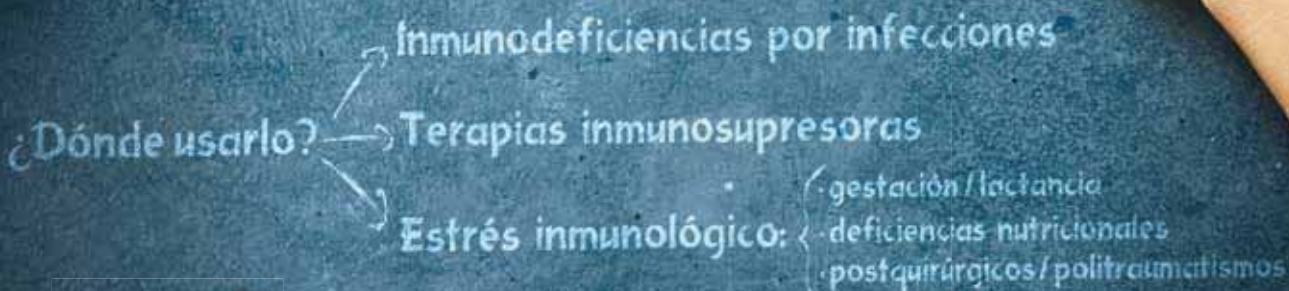 Inmunodeficiencias por infecciones
¿Dónde usarlo?
Terapias inmunosupresoras
Estrés inmunológico:
· gestación / lactancia
· deficiencias nutricionales
· postquirúrgicos / politraumatismos